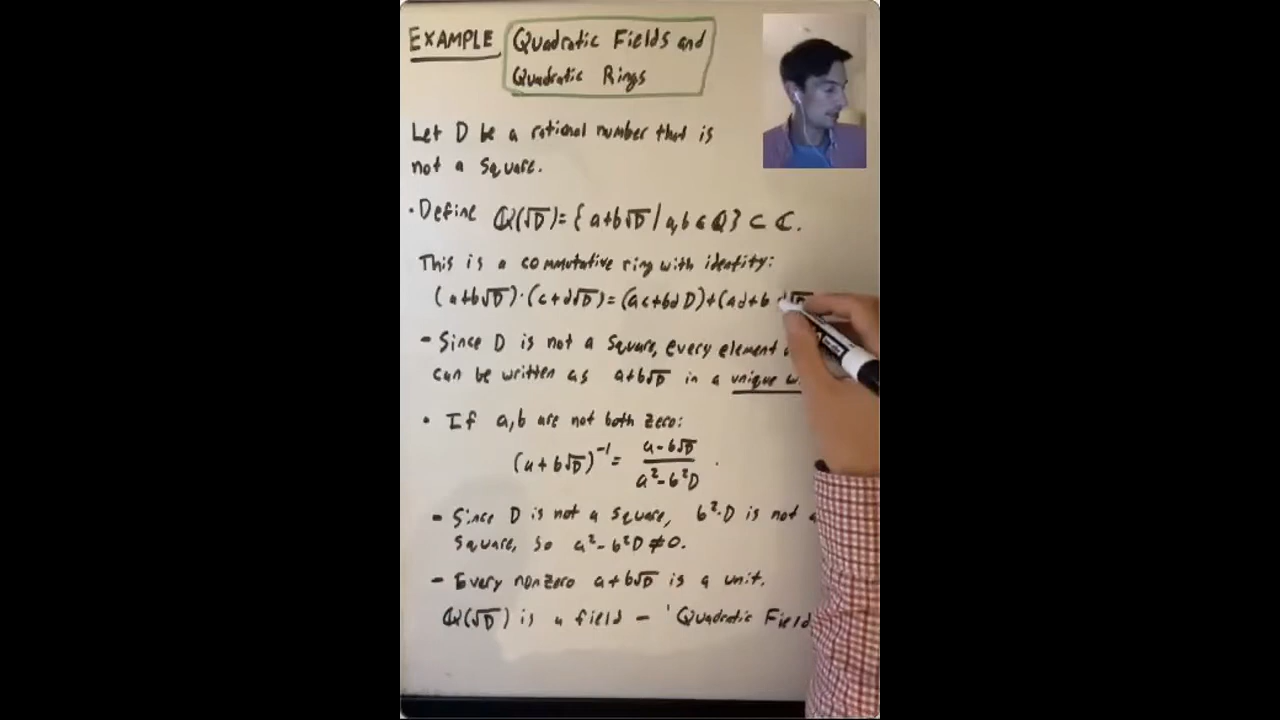 EXAMPLE Quadratic Fields and
Quadratic Rings
Let D be a rational number that is
not a square.
• Define ℚ(√D) = { a+b√D | a,b ∈ ℚ } ⊂ ℂ.
This is a commutative ring with identity:
(a+b√D)·(c+d√D) = (ac+bdD)+(ad+b
- Since D is not a square, every element
can be written as a+b√D in a unique
• If a,b are not both zero:
(a+b√D)⁻¹ = (a-b√D)/(a²-b²D).
- Since D is not a square, b²·D is not a
square, so a²-b²D≠0.
- Every nonzero a+b√D is a unit.
ℚ(√D) is a field – 'Quadratic Field